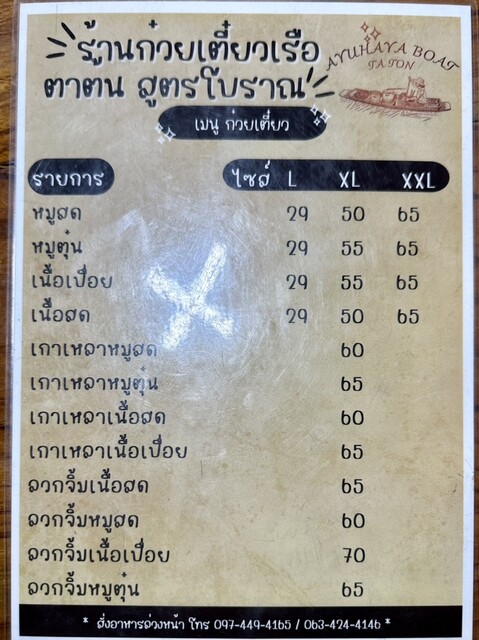 ร้านก๋วยเตี๋ยวเรือ
ตาตน สูตรโบราณ
AYUHAYA BOAT
TATON
เมนู ก๋วยเตี๋ยว
รายการ ไซส์ L XL XXL
หมูสด 29 50 65
หมูตุ๋น 29 55 65
เนื้อเปื่อย 29 55 65
เนื้อสด 29 50 65
เกาเหลาหมูสด 60
เกาเหลาหมูตุ๋น 65
เกาเหลาเนื้อสด 60
เกาเหลาเนื้อเปื่อย 65
ลวกจิ้มเนื้อสด 65
ลวกจิ้มหมูสด 60
ลวกจิ้มเนื้อเปื่อย 70
ลวกจิ้มหมูตุ๋น 65
* สั่งอาหารล่วงหน้า โทร 097-449-4165 / 063-424-4146 *